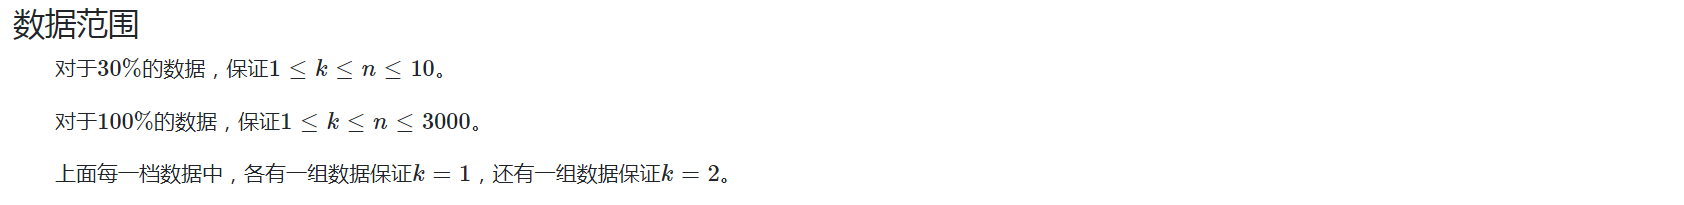 数据范围
对于30%的数据，保证1 ≤ k ≤ n ≤ 10。
对于100%的数据，保证1 ≤ k ≤ n ≤ 3000。
上面每一档数据中，各有一组数据保证k = 1，还有一组数据保证k = 2。